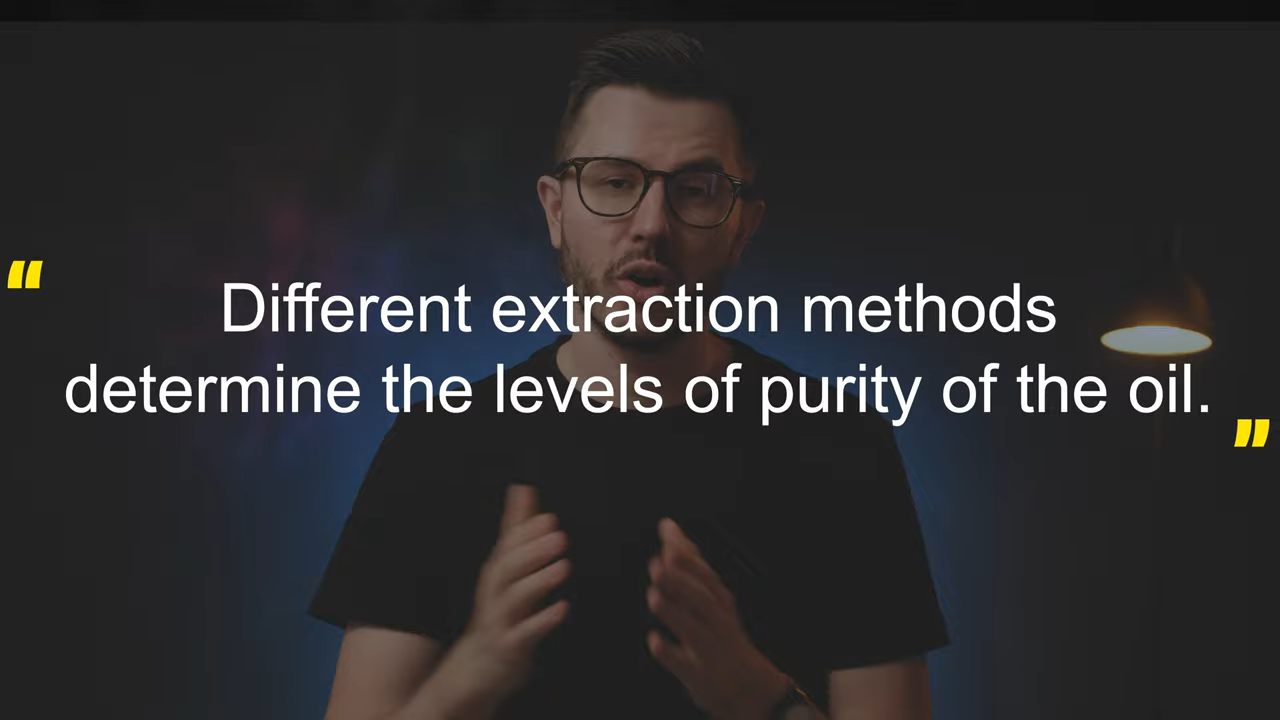 "Different extraction methods
determine the levels of purity of the oil."